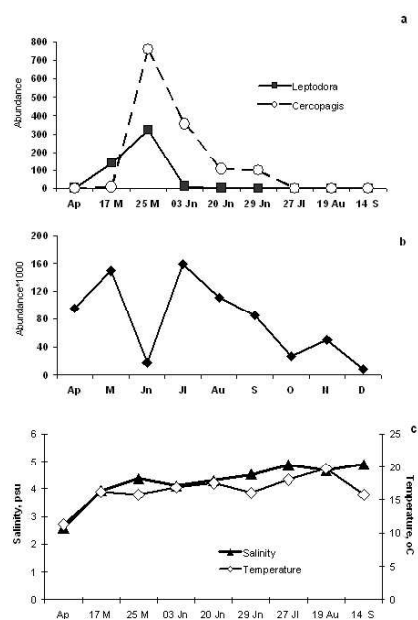 a
800
700
600
500
400
300
200
100
0
Abundance
Leptodora
Cercopagis
Ap 17 M 25 M 03 Jn 20 Jn 29 Jn 27 Jl 19 Au 14 S
b
200
160
120
80
40
0
Abundance*1000
Ap M Jn Jl Au S O N D
c
6
5
4
3
2
1
0
Salinity, psu
25
20
15
10
5
0
Temperature, oC
Salinity
Temperature
Ap 17 M 25 M 03 Jn 20 Jn 29 Jn 27 Jl 19 Au 14 S